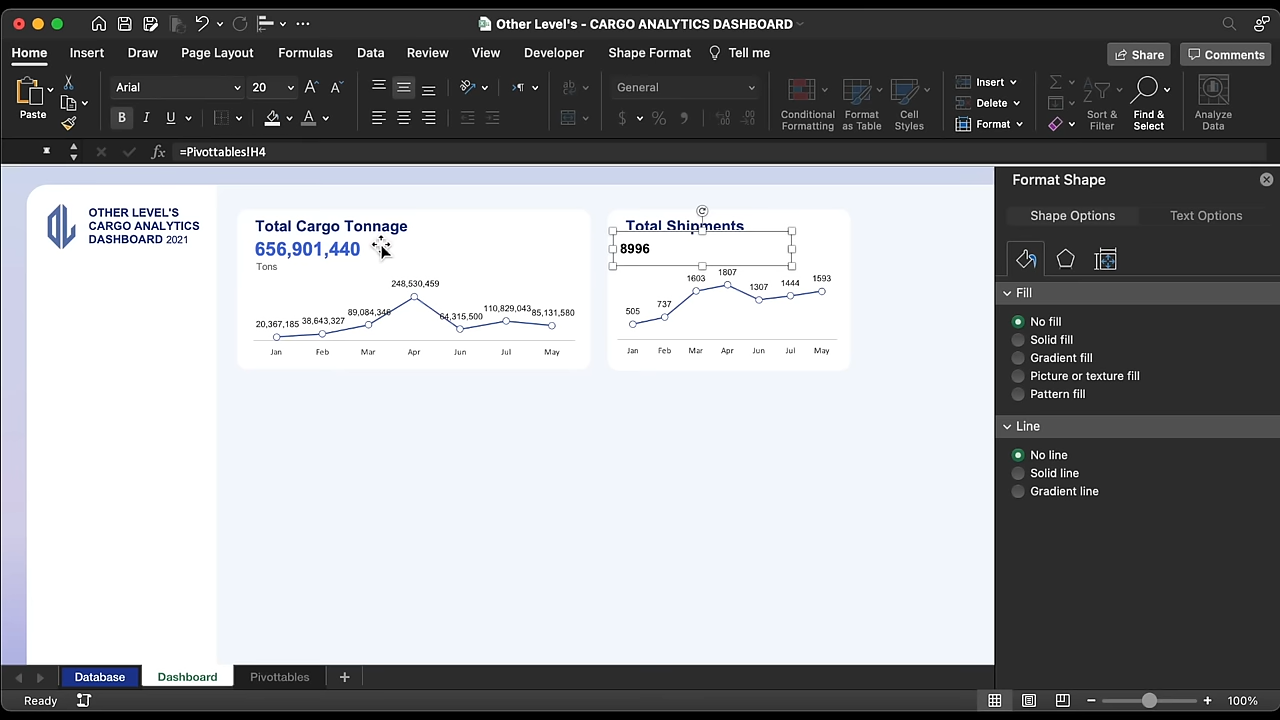 Other Level's - CARGO ANALYTICS DASHBOARD
Home Insert Draw Page Layout Formulas Data Review View Developer Shape Format Tell me Share Comments
Paste
Arial 20
B I U
General
Conditional Formatting
Format as Table
Cell Styles
Insert
Delete
Format
Sort & Filter
Find & Select
Analyze Data
fx =Pivottables!H4
OTHER LEVEL'S
CARGO ANALYTICS
DASHBOARD 2021
Total Cargo Tonnage
656,901,440
Tons
248,530,459
20,367,185 38,643,327 89,084,346 64,315,500 110,829,043 85,131,580
Jan Feb Mar Apr Jun Jul May
Total Shipments
8996
505 737 1603 1807 1307 1444 1593
Jan Feb Mar Apr Jun Jul May
Format Shape
Shape Options Text Options
Fill
No fill
Solid fill
Gradient fill
Picture or texture fill
Pattern fill
Line
No line
Solid line
Gradient line
Database Dashboard Pivottables
Ready 100%